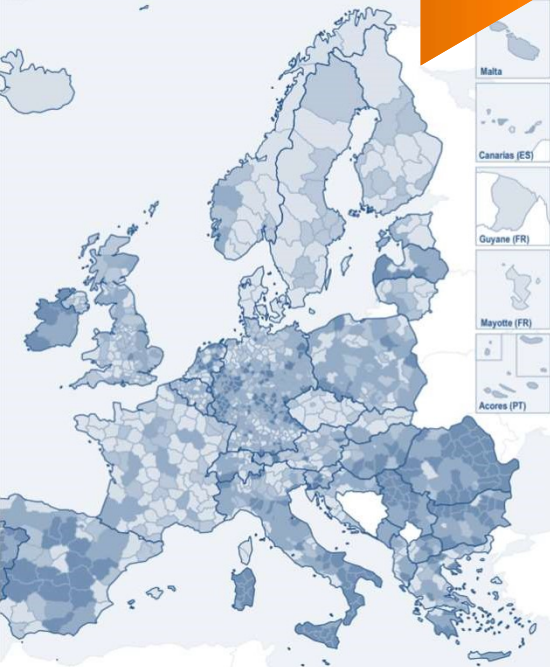 Malta
Canarias (ES)
Guyane (FR)
Mayotte (FR)
Acores (PT)